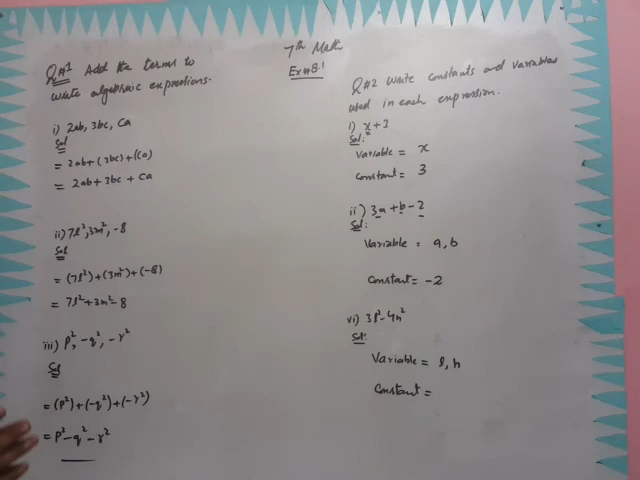 7th Math
Ex#8.1
Q#1 Add the terms to
write algebraic expressions.
i) 2ab, 3bc, Ca
Sol
= 2ab+(3bc)+(Ca)
= 2ab+3bc + Ca
ii) 7l², 3m², -8
Sol
= (7l²)+(3m²)+(-8)
= 7l²+3m²-8
iii) p², -q², -r²
Sol
= (p²)+(-q²)+(-r²)
= p²-q²-r²
Q#2 Write constants and variables
used in each expression.
i) x+3
Sol:
Variable = x
Constant = 3
ii) 3a+b-2
Sol:
Variable = a, b
Constant = -2
vi) 3l²-4n²
Sol:
Variable = l, n
Constant =